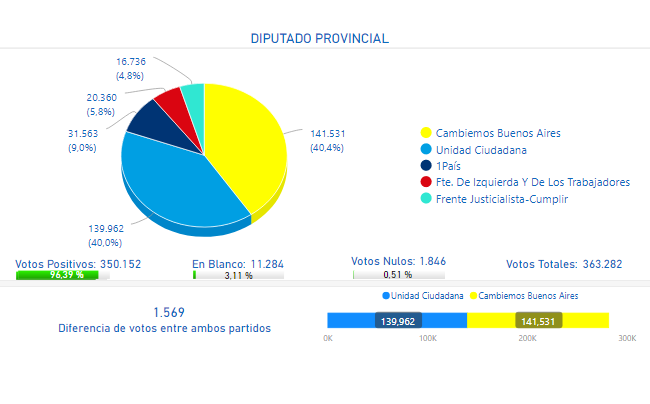 DIPUTADO PROVINCIAL
16.736
(4,8%)
20.360
(5,8%)
31.563
(9,0%)
141.531
(40,4%)
139.962
(40,0%)
Cambiemos Buenos Aires
Unidad Ciudadana
1País
Fte. De Izquierda Y De Los Trabajadores
Frente Justicialista-Cumplir
Votos Positivos: 350.152
96,39 %
En Blanco: 11.284
3,11 %
Votos Nulos: 1.846
0,51 %
Votos Totales: 363.282
1.569
Diferencia de votos entre ambos partidos
Unidad Ciudadana Cambiemos Buenos Aires
139,962 141,531
0K 100K 200K 300K